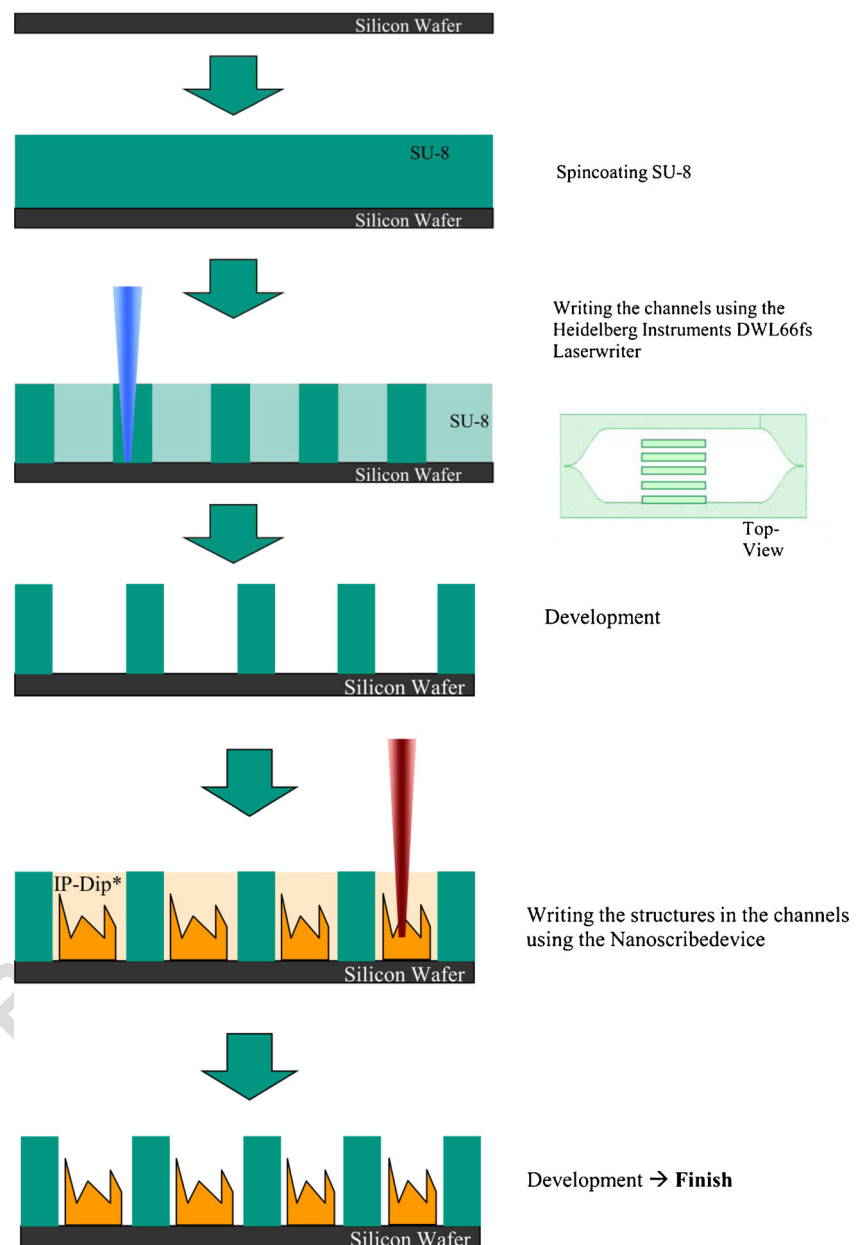 Silicon Wafer
SU-8
Spincoating SU-8
Silicon Wafer
Writing the channels using the
Heidelberg Instruments DWL66fs
Laserwriter
SU-8
Silicon Wafer
Top-
View
Development
Silicon Wafer
IP-Dip*
Writing the structures in the channels
using the Nanoscribedevice
Silicon Wafer
Development → Finish
Silicon Wafer